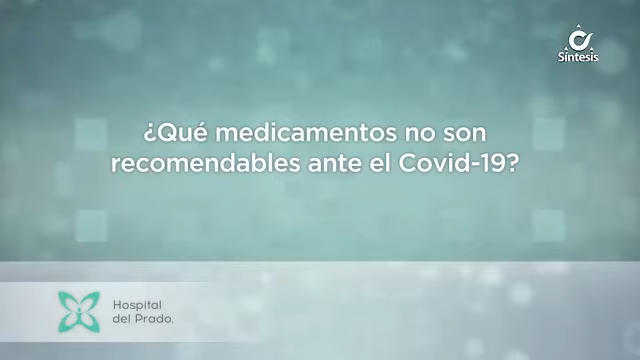 Síntesis
¿Qué medicamentos no son
recomendables ante el Covid-19?
Hospital
del Prado.